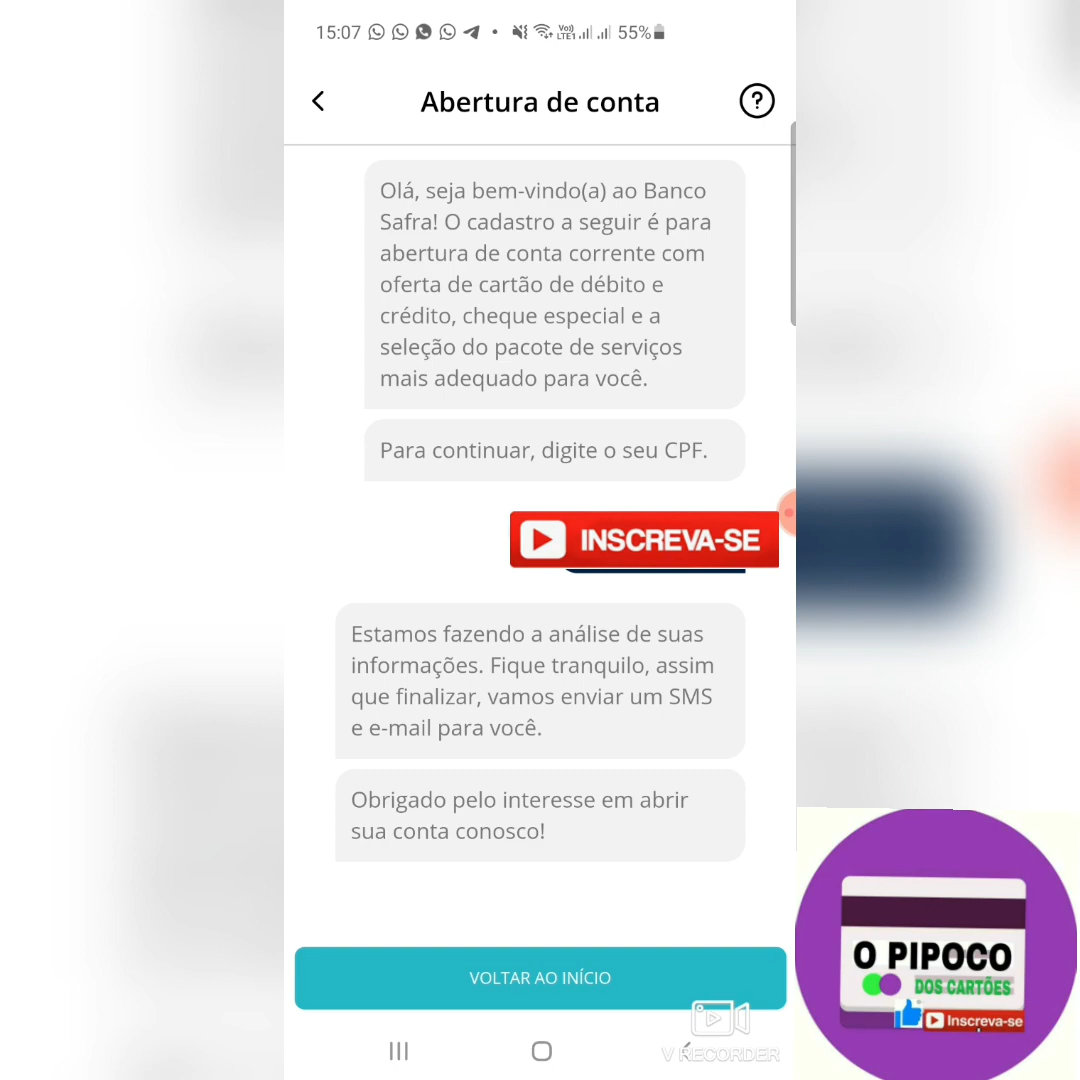 15:07
Vo))
LTE1
55%
Abertura de conta
?
Olá, seja bem-vindo(a) ao Banco
Safra! O cadastro a seguir é para
abertura de conta corrente com
oferta de cartão de débito e
crédito, cheque especial e a
seleção do pacote de serviços
mais adequado para você.
Para continuar, digite o seu CPF.
INSCREVA-SE
Estamos fazendo a análise de suas
informações. Fique tranquilo, assim
que finalizar, vamos enviar um SMS
e e-mail para você.
Obrigado pelo interesse em abrir
sua conta conosco!
VOLTAR AO INÍCIO
V RECORDER
O PIPOCO
DOS CARTÕES
Inscreva-se